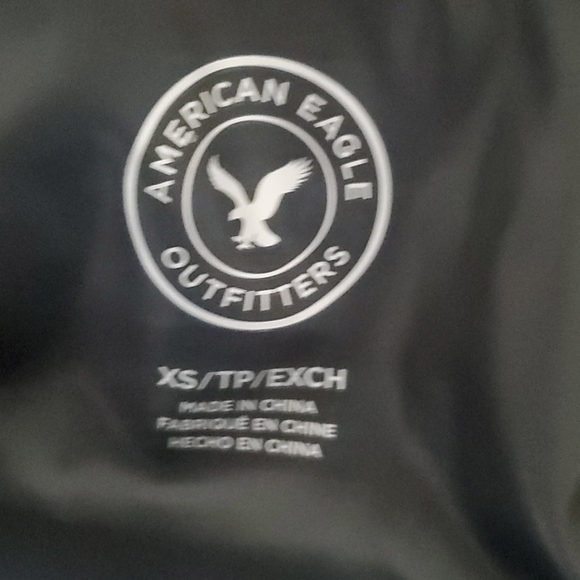 AMERICAN EAGLE
OUTFITTERS
XS/TP/EXCH
MADE IN CHINA
FABRIQUÉ EN CHINE
HECHO EN CHINA